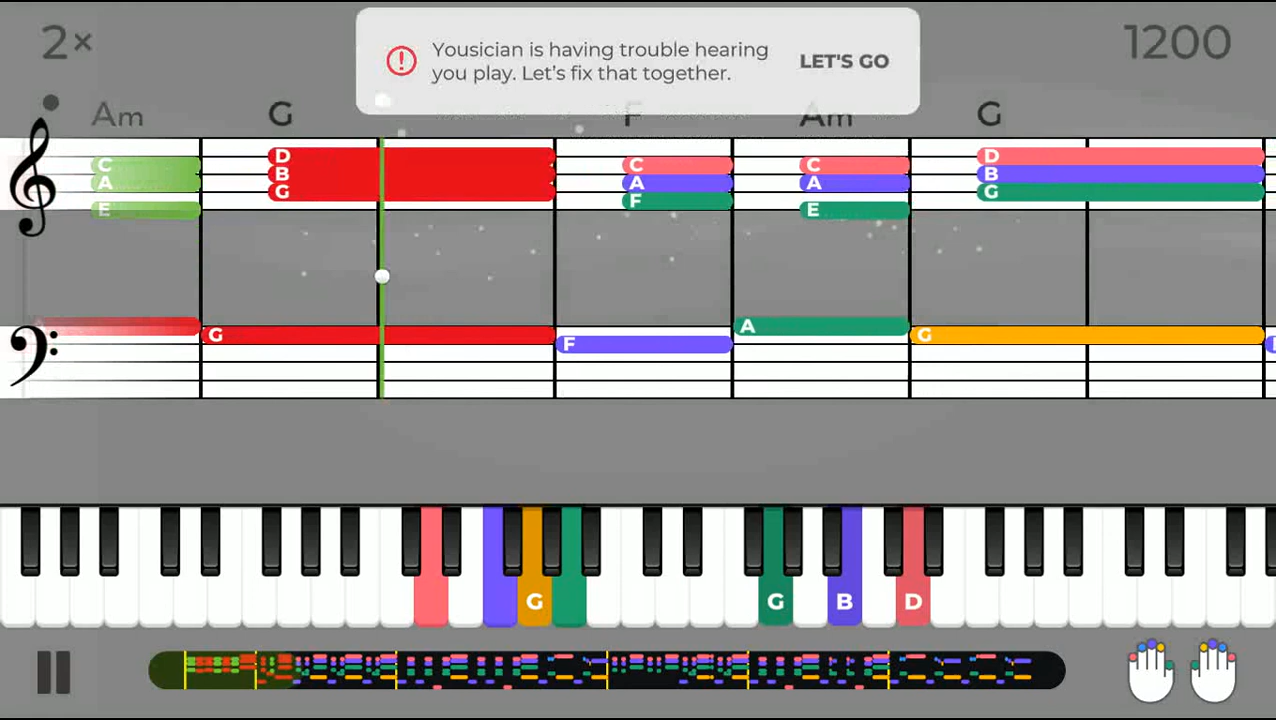 2×
Yousician is having trouble hearing
you play. Let's fix that together.
LET'S GO
1200
Am G F Am G
C D C C D
A B A A B
E G F E G
G F A G
G G B D